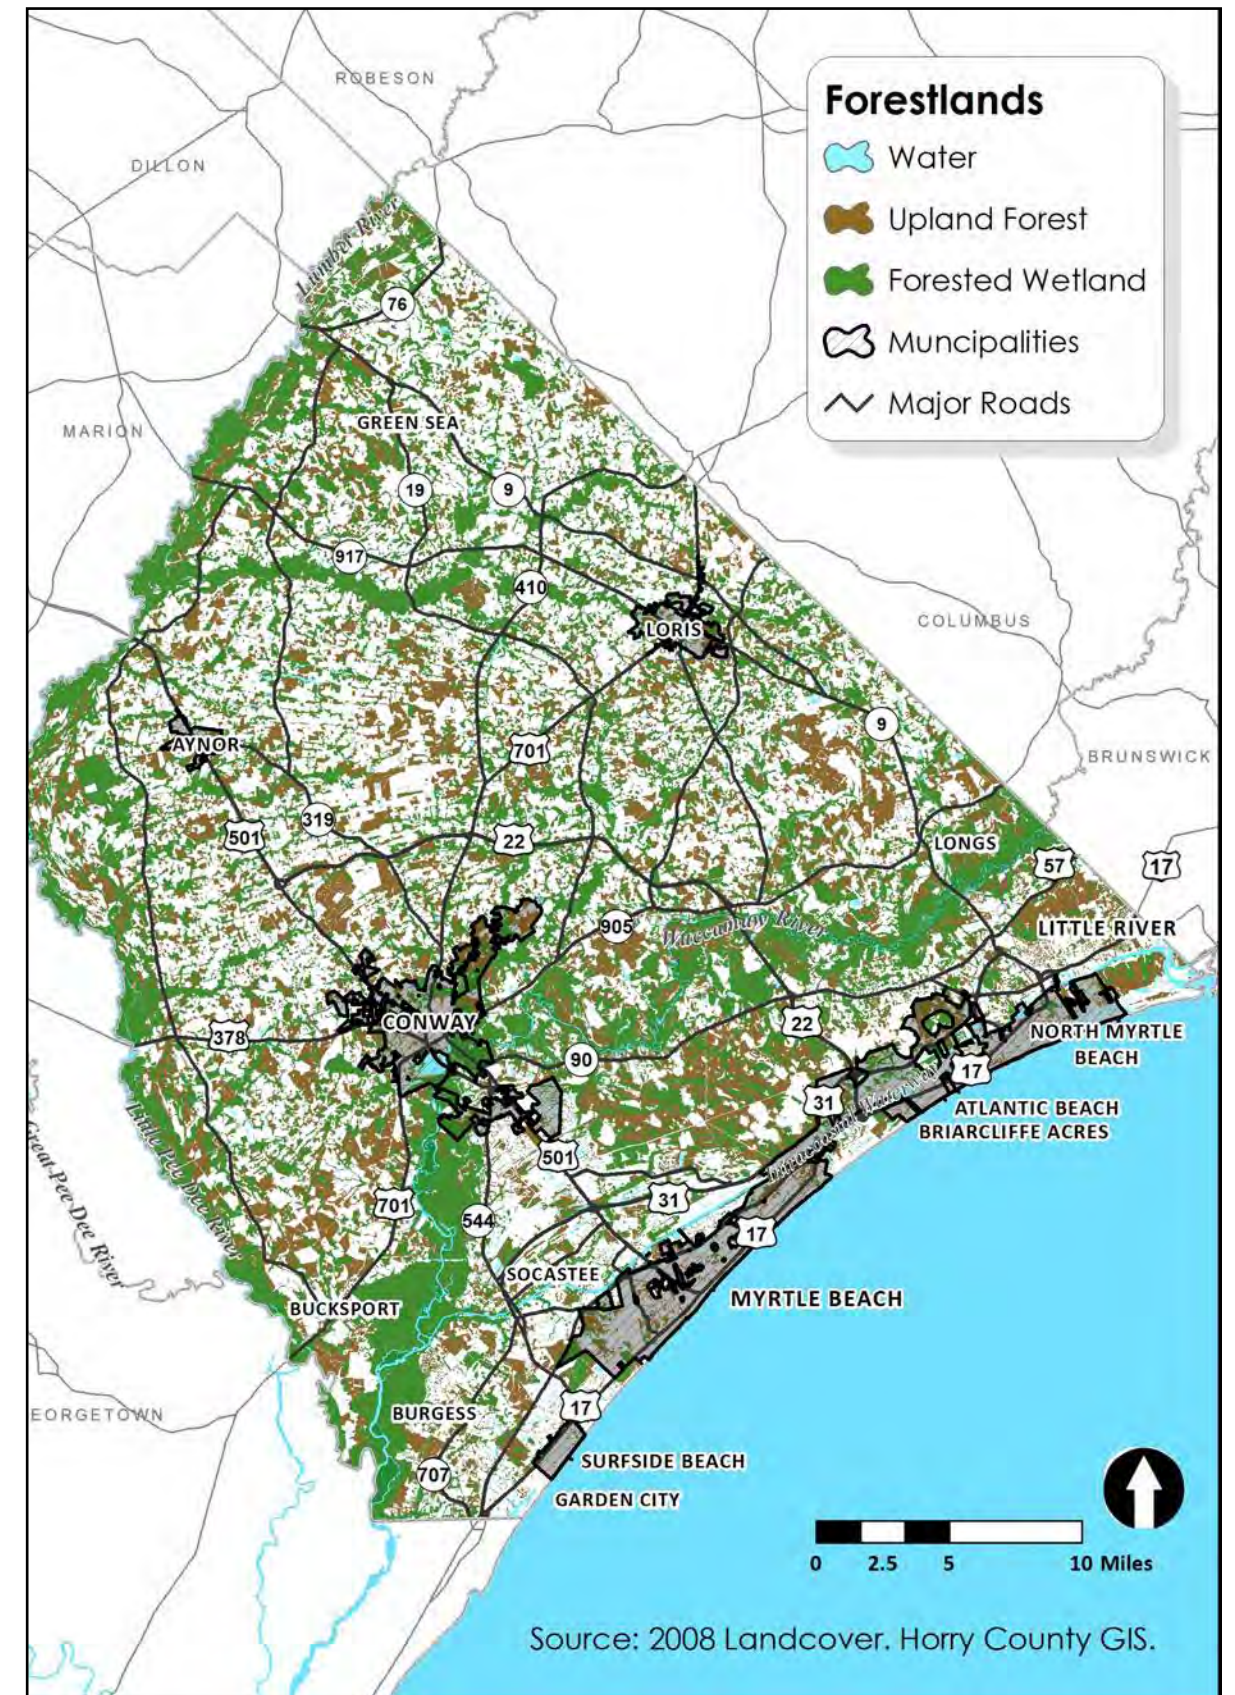 ROBESON
DILLON
Forestlands
Water
Upland Forest
Forested Wetland
Muncipalities
Major Roads
Lumber River
76
MARION
GREEN SEA
19
9
917
410
LORIS
COLUMBUS
9
AYNOR
701
BRUNSWICK
319
501
22
LONGS
57
17
905
Waccamaw River
LITTLE RIVER
CONWAY
378
22
NORTH MYRTLE
BEACH
90
17
31
Intracoastal Waterway
ATLANTIC BEACH
BRIARCLIFFE ACRES
Great Pee Dee River
Little Pee Dee River
501
701
31
544
17
SOCASTEE
MYRTLE BEACH
BUCKSPORT
EORGETOWN
BURGESS
17
SURFSIDE BEACH
707
GARDEN CITY
0 2.5 5 10 Miles
Source: 2008 Landcover. Horry County GIS.